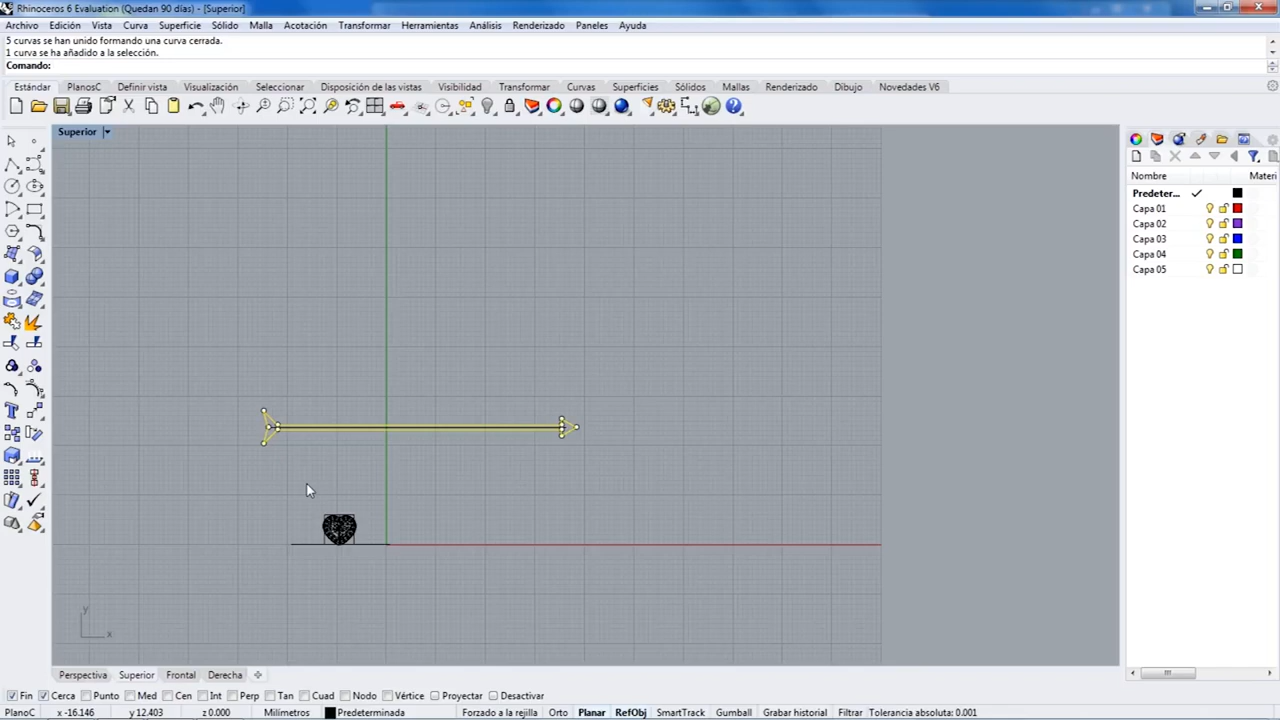 Rhinoceros 6 Evaluation (Quedan 90 días) - [Superior]
Archivo Edición Vista Curva Superficie Sólido Malla Acotación Transformar Herramientas Análisis Renderizado Paneles Ayuda
5 curvas se han unido formando una curva cerrada.
1 curva se ha añadido a la selección.
Comando:
Estándar PlanosC Definir vista Visualización Seleccionar Disposición de las vistas Visibilidad Transformar Curvas Superficies Sólidos Mallas Renderizado Dibujo Novedades V6
Superior
Nombre Materi
Predeter...
Capa 01
Capa 02
Capa 03
Capa 04
Capa 05
y
x
Perspectiva Superior Frontal Derecha
Fin Cerca Punto Med Cen Int Perp Tan Cuad Nodo Vértice Proyectar Desactivar
PlanoC x -16.146 y 12.403 z 0.000 Milímetros Predeterminada Forzado a la rejilla Orto Planar RefObj SmartTrack Gumball Grabar historial Filtrar Tolerancia absoluta: 0.001